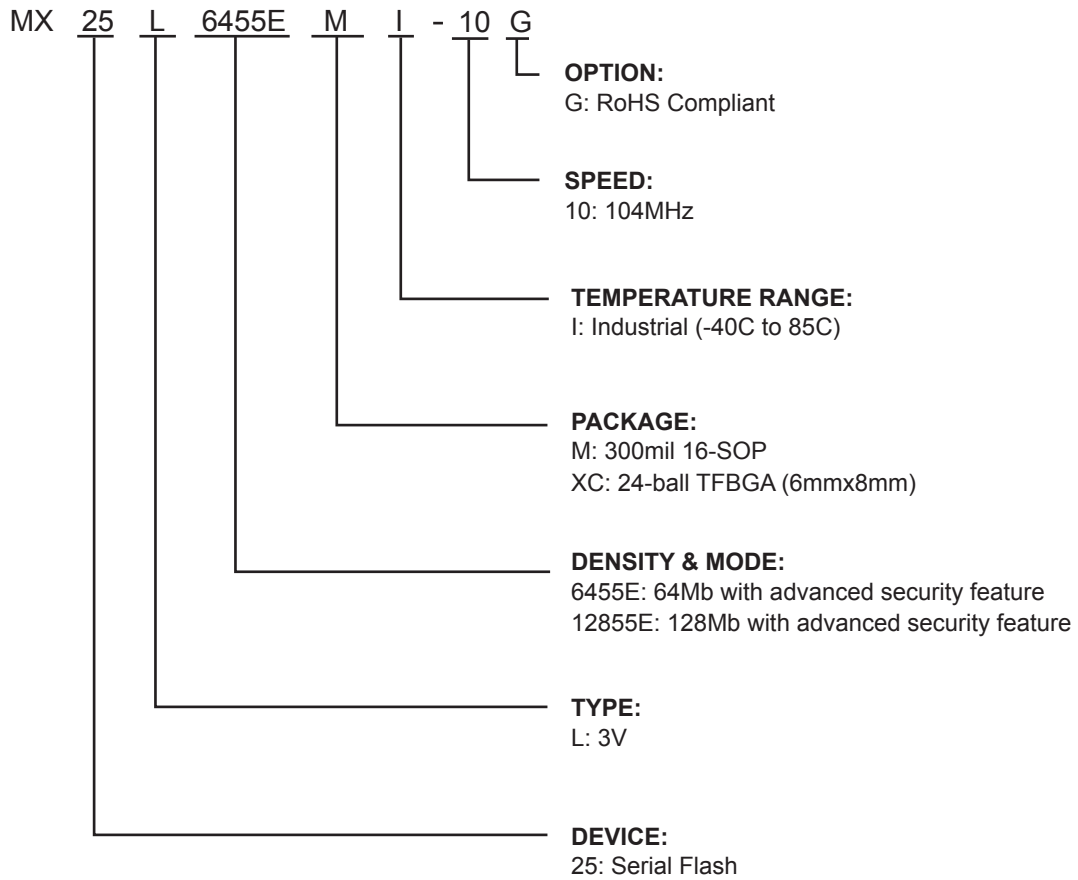 MX 25 L 6455E M I - 10 G
OPTION:
G: RoHS Compliant
SPEED:
10: 104MHz
TEMPERATURE RANGE:
I: Industrial (-40C to 85C)
PACKAGE:
M: 300mil 16-SOP
XC: 24-ball TFBGA (6mmx8mm)
DENSITY & MODE:
6455E: 64Mb with advanced security feature
12855E: 128Mb with advanced security feature
TYPE:
L: 3V
DEVICE:
25: Serial Flash